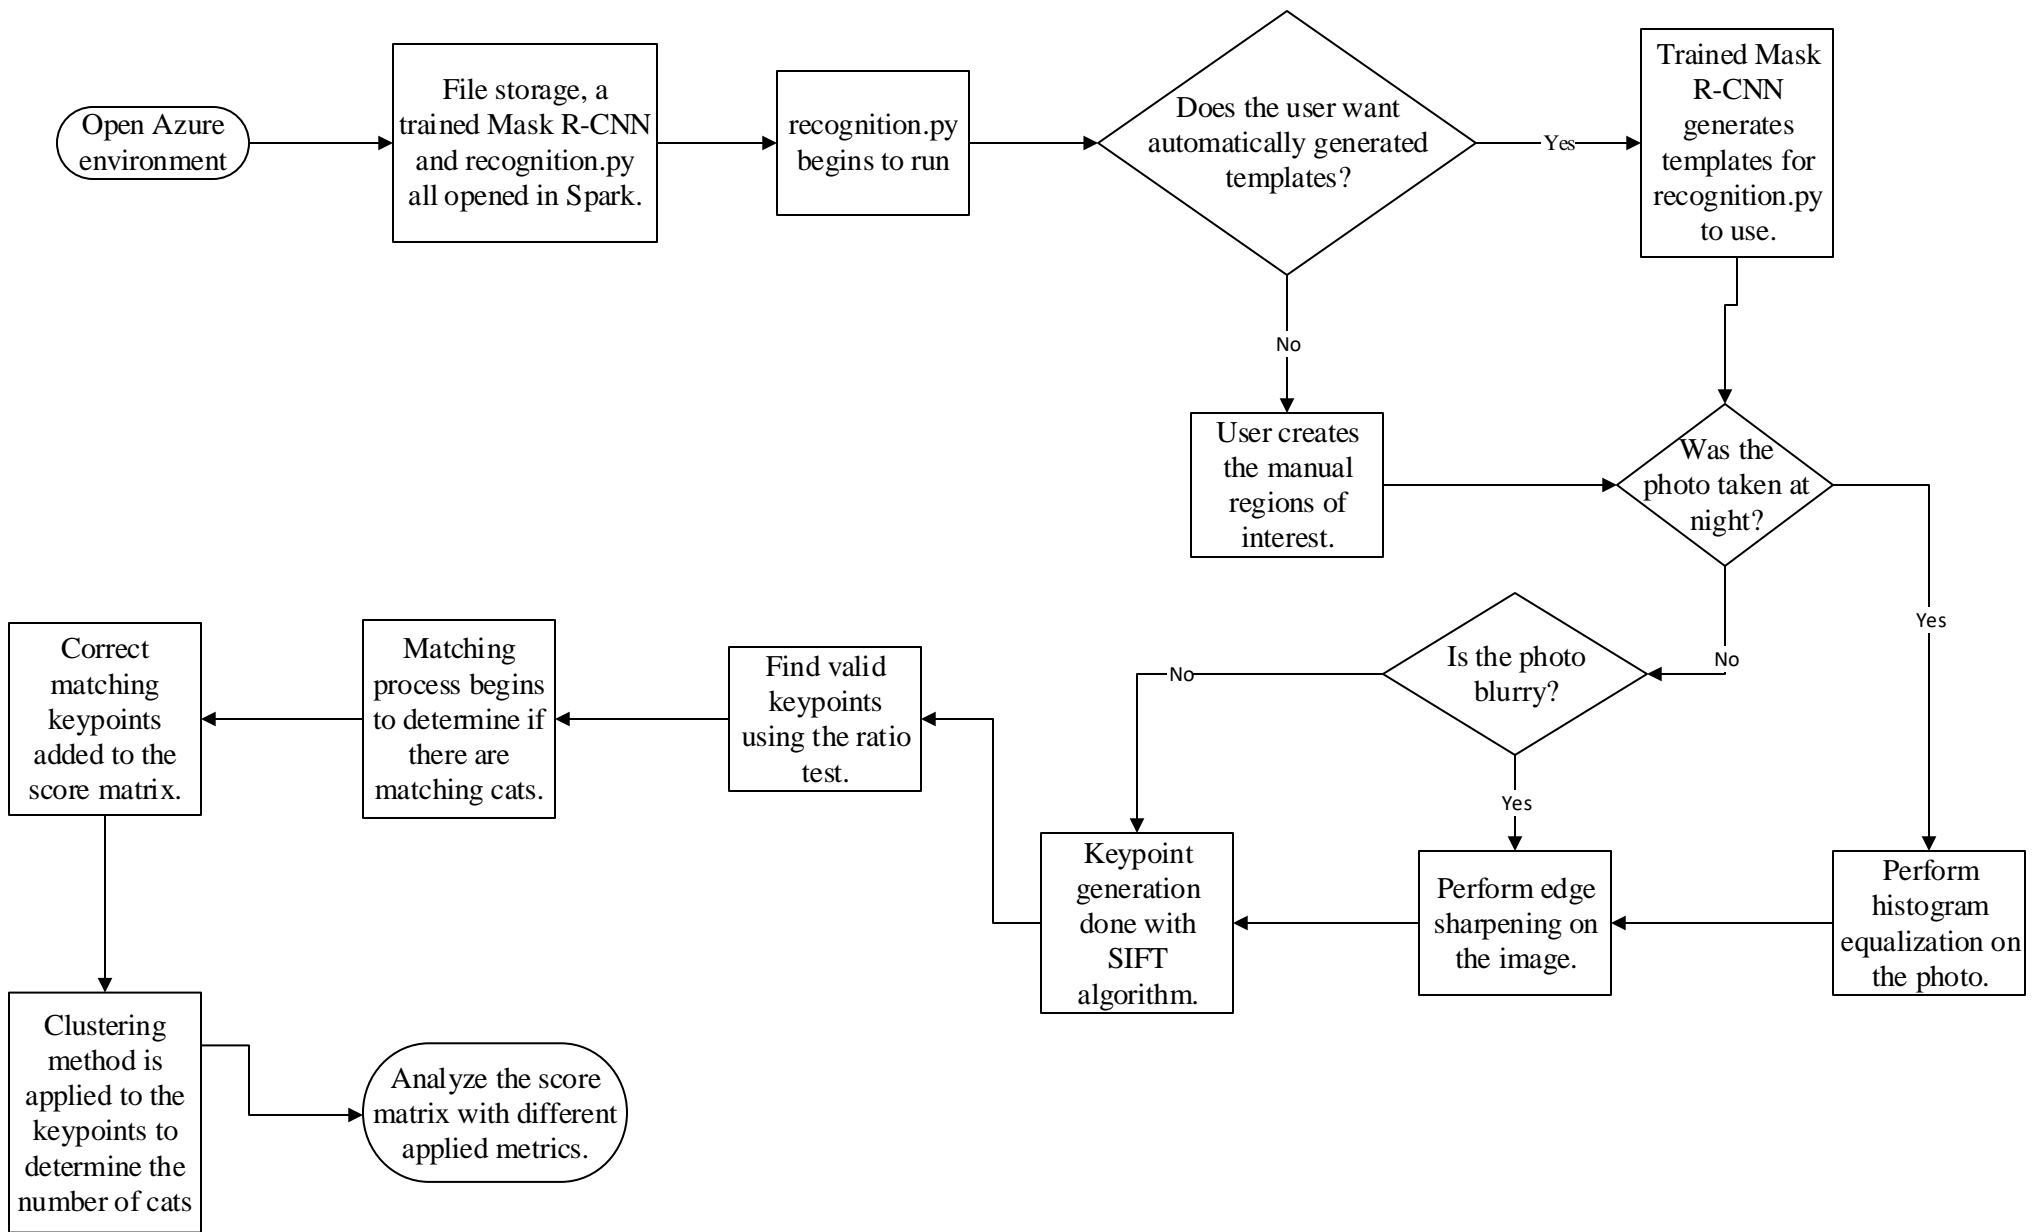 Open Azure
environment
File storage, a
trained Mask R-CNN
and recognition.py
all opened in Spark.
recognition.py
begins to run
Does the user want
automatically generated
templates?
Yes
Trained Mask
R-CNN
generates
templates for
recognition.py
to use.
No
User creates
the manual
regions of
interest.
Was the
photo taken at
night?
Yes
No
Is the photo
blurry?
No
Yes
Perform
histogram
equalization on
the photo.
Perform edge
sharpening on
the image.
Keypoint
generation
done with
SIFT
algorithm.
Find valid
keypoints
using the ratio
test.
Matching
process begins
to determine if
there are
matching cats.
Correct
matching
keypoints
added to the
score matrix.
Clustering
method is
applied to the
keypoints to
determine the
number of cats
Analyze the score
matrix with different
applied metrics.